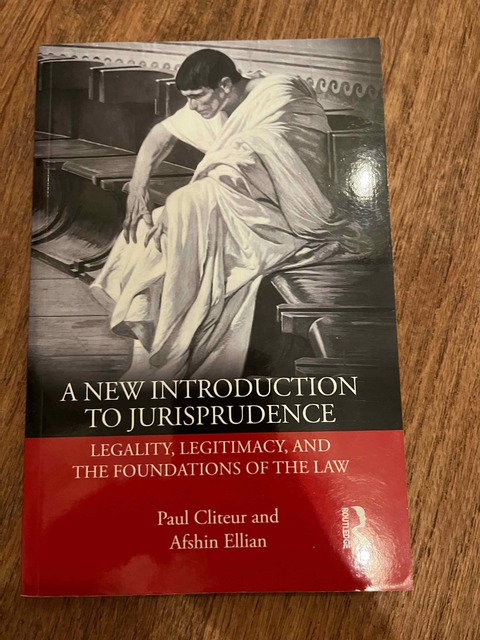 A NEW INTRODUCTION
TO JURISPRUDENCE
LEGALITY, LEGITIMACY, AND
THE FOUNDATIONS OF THE LAW
Paul Cliteur and
Afshin Ellian
ROUTLEDGE